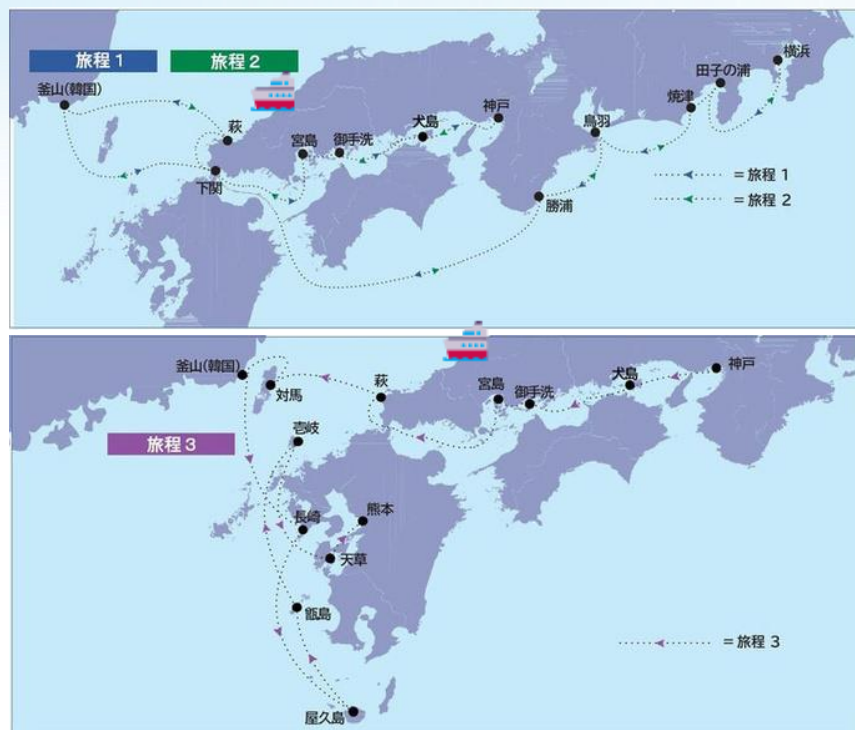 旅程1 旅程2
釜山(韓国)
萩
下関
宮島
御手洗
犬島
神戸
勝浦
鳥羽
焼津
田子の浦
横浜
=旅程 1
=旅程 2
釜山(韓国)
対馬
壱岐
萩
宮島
御手洗
犬島
神戸
旅程3
長崎
熊本
天草
甑島
屋久島
=旅程 3